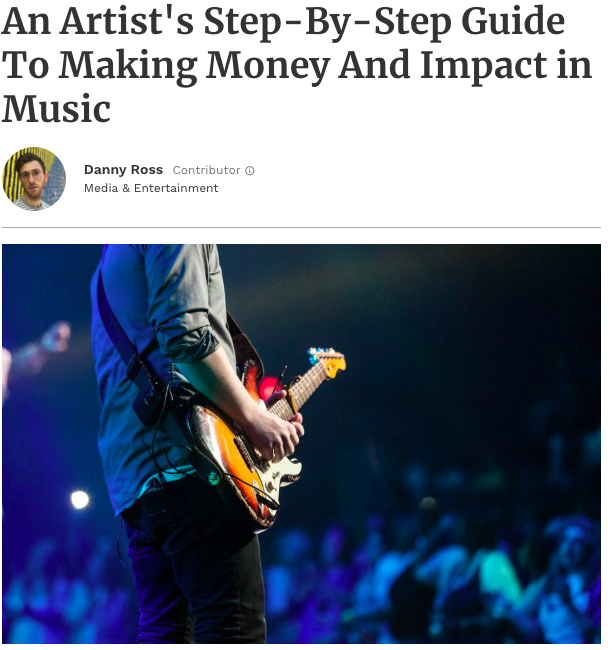 An Artist's Step-By-Step Guide
To Making Money And Impact in
Music
Danny Ross Contributor
Media & Entertainment